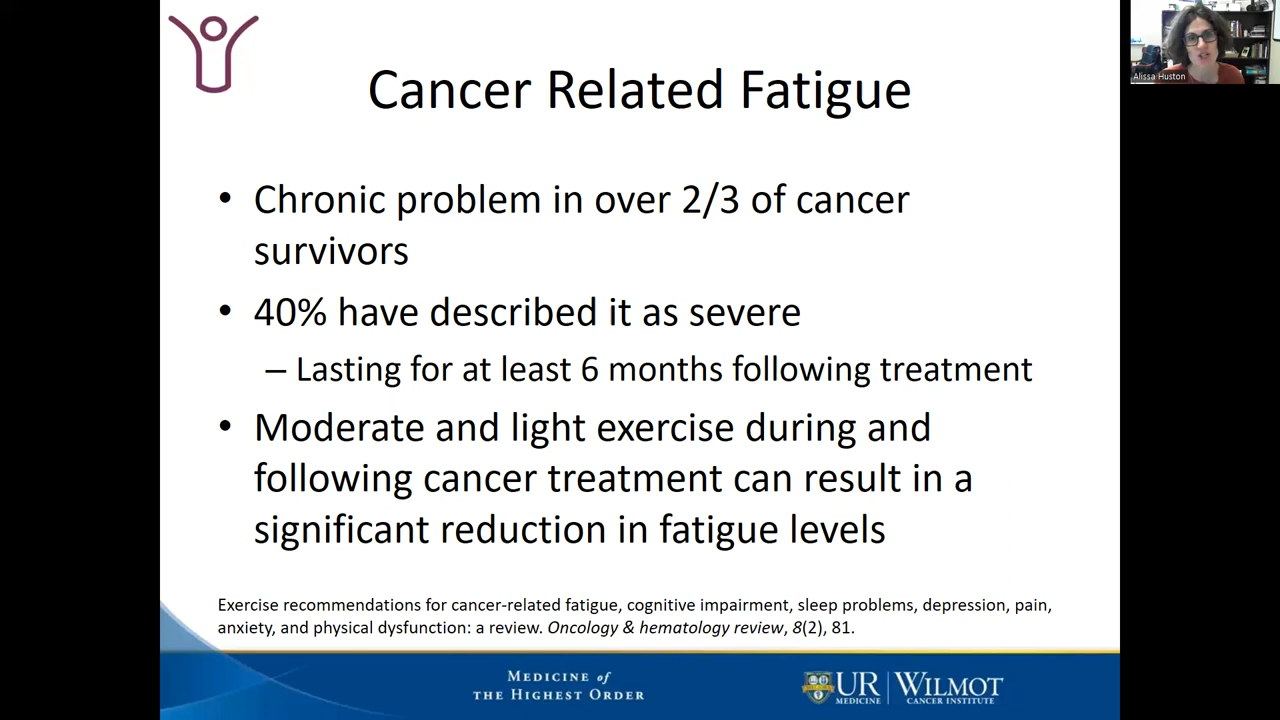 Alissa Huston
Cancer Related Fatigue
• Chronic problem in over 2/3 of cancer
survivors
• 40% have described it as severe
– Lasting for at least 6 months following treatment
• Moderate and light exercise during and
following cancer treatment can result in a
significant reduction in fatigue levels
Exercise recommendations for cancer-related fatigue, cognitive impairment, sleep problems, depression, pain,
anxiety, and physical dysfunction: a review. Oncology & hematology review, 8(2), 81.
MEDICINE of
THE HIGHEST ORDER
UR
MEDICINE
WILMOT
CANCER INSTITUTE